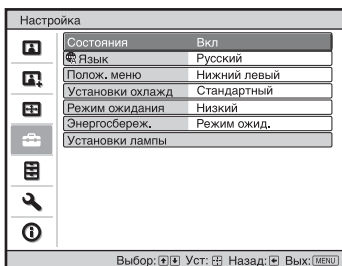 Настройка
Состояния Вкл
Язык Русский
Полож. меню Нижний левый
Установки охлажд Стандартный
Режим ожидания Низкий
Энергосбереж. Режим ожид.
Установки лампы
Выбор: Уст: Назад: Вых: MENU